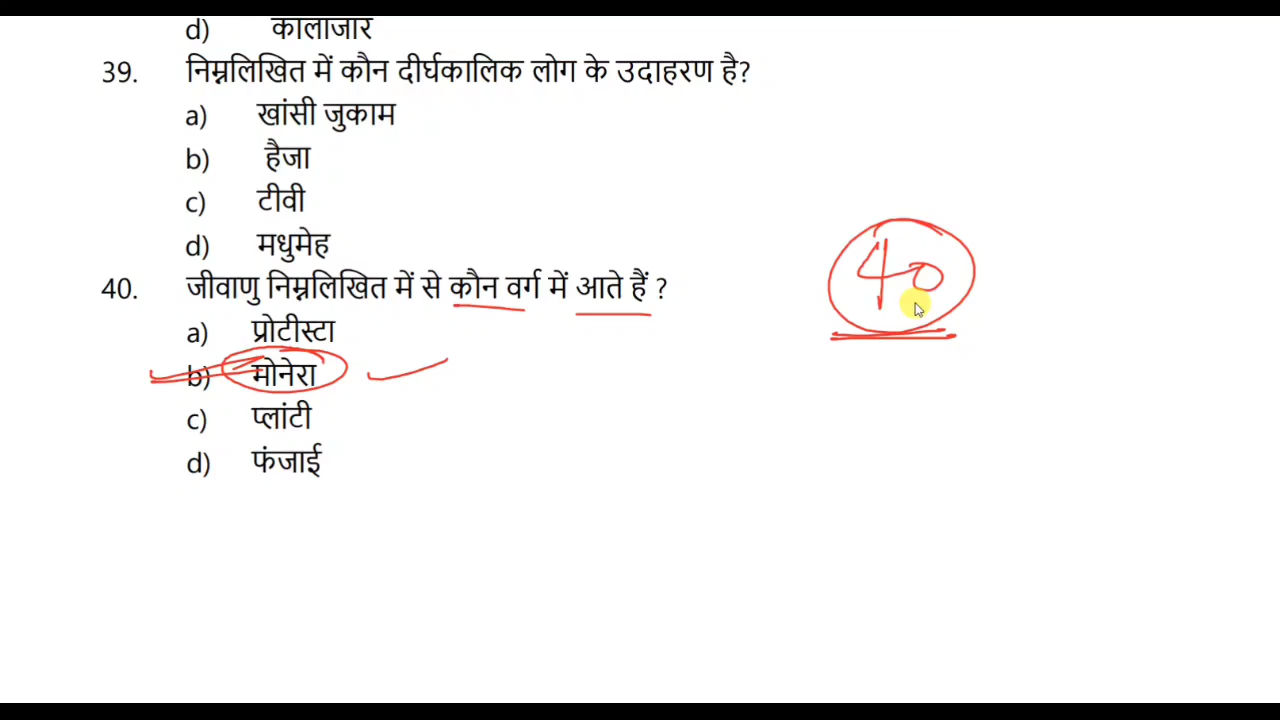 d) कालाजार
39. निम्नलिखित में कौन दीर्घकालिक लोग के उदाहरण है?
a) खांसी जुकाम
b) हैजा
c) टीवी
d) मधुमेह
40. जीवाणु निम्नलिखित में से कौन वर्ग में आते हैं ?
40
a) प्रोटीस्टा
b) मोनेरा
c) प्लांटी
d) फंजाई